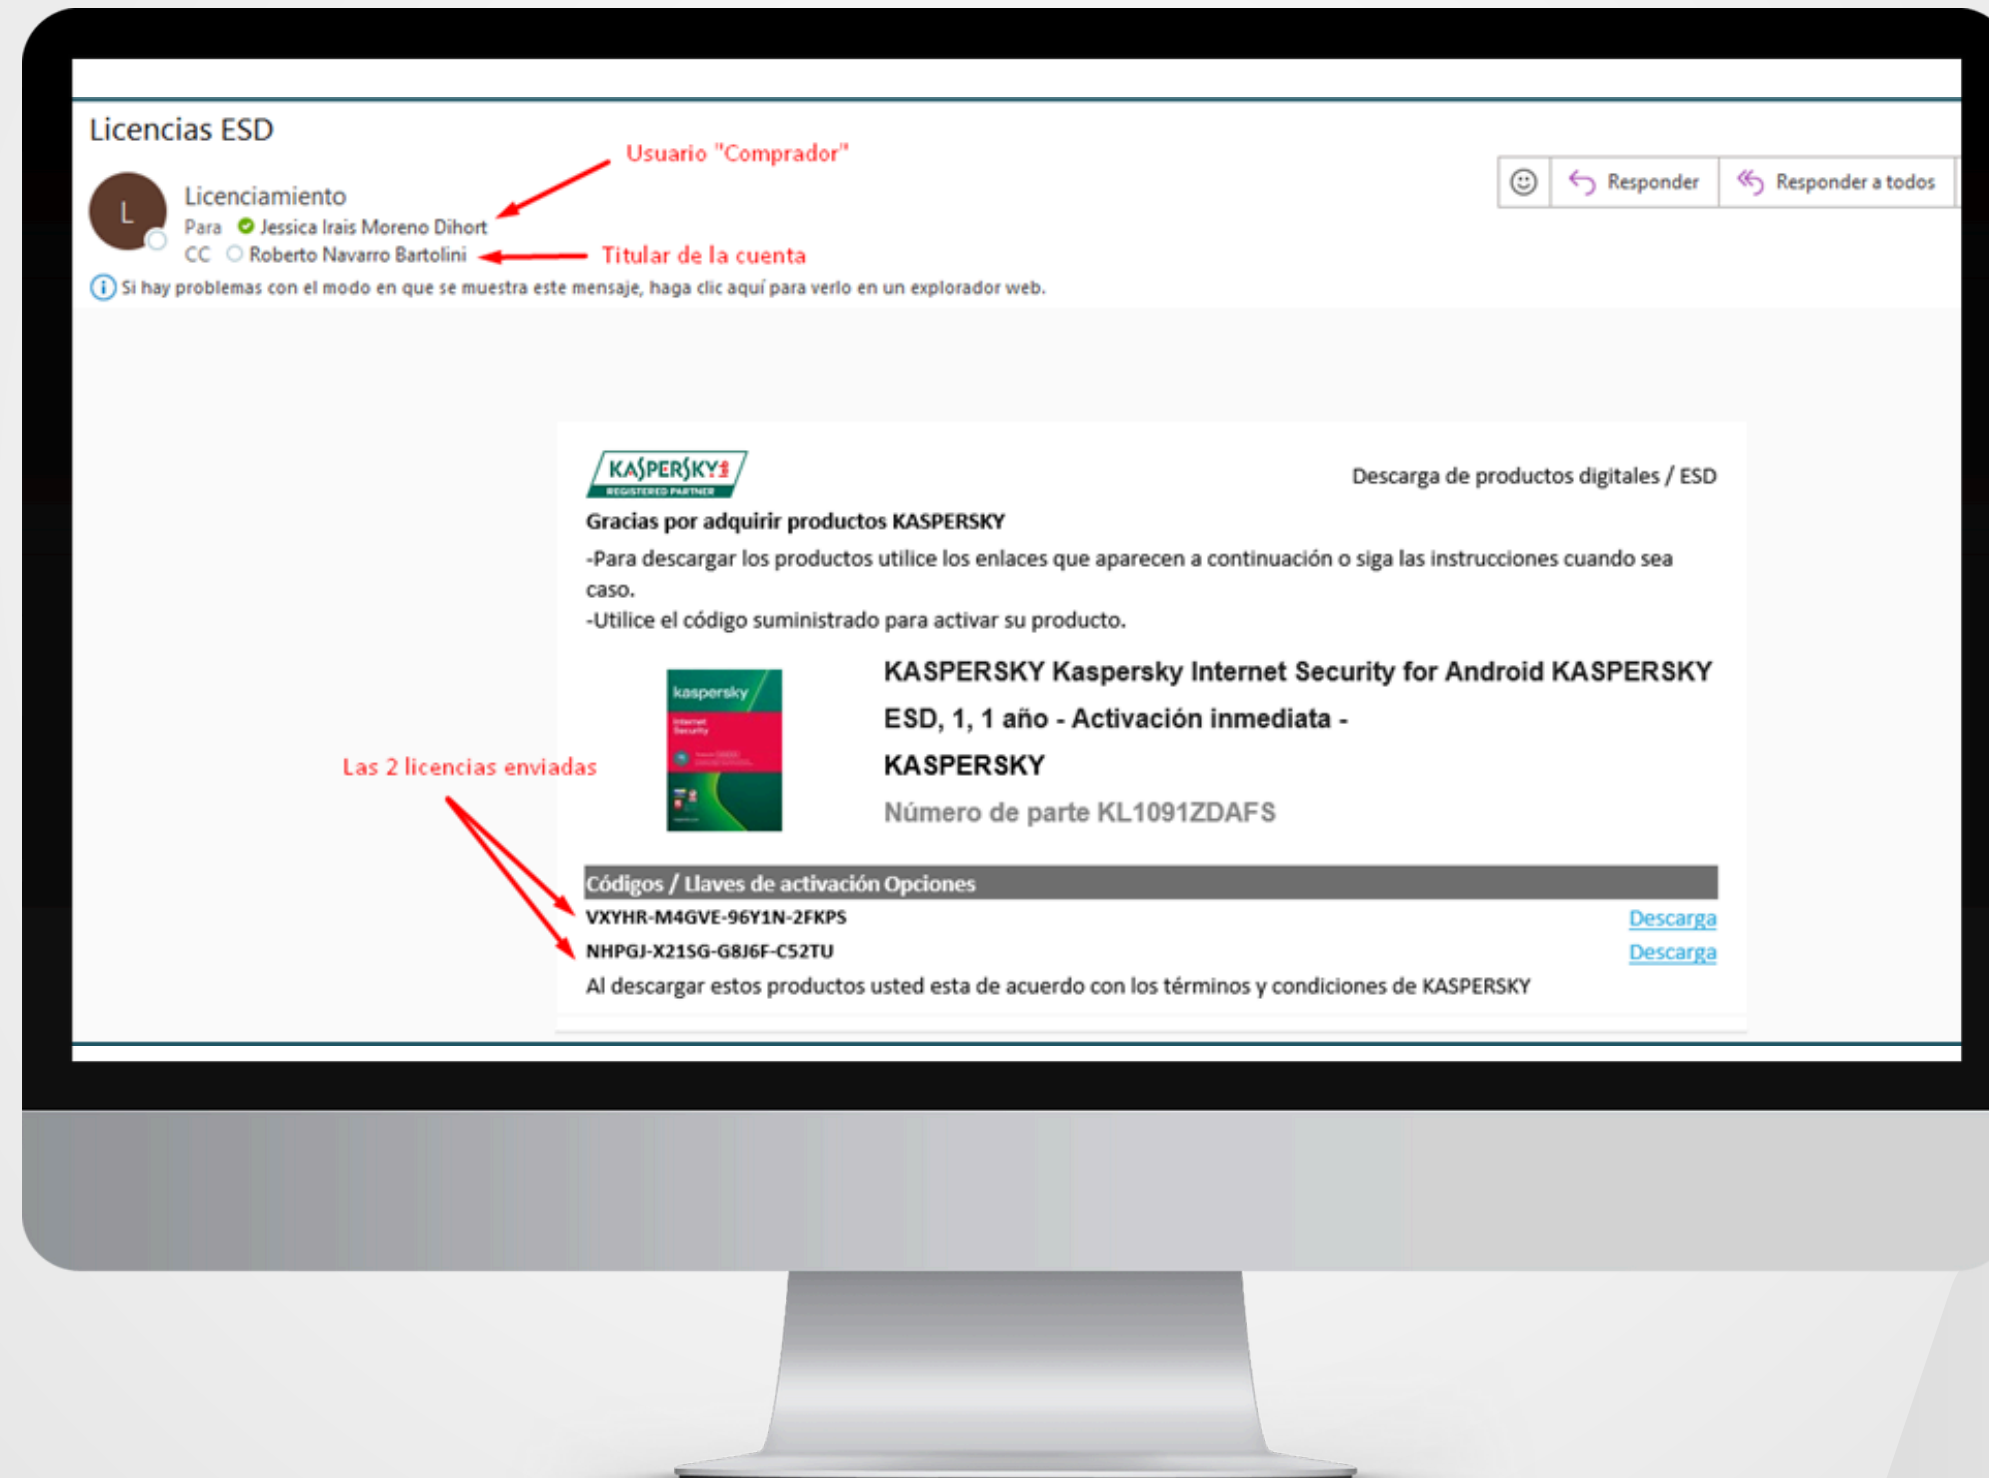 Licencias ESD
Usuario "Comprador"
Responder
Responder a todos
L
Licenciamiento
Para Jessica Irais Moreno Dihort
CC Roberto Navarro Bartolini
Titular de la cuenta
Si hay problemas con el modo en que se muestra este mensaje, haga clic aquí para verlo en un explorador web.
KASPERSKY lab
REGISTERED PARTNER
Descarga de productos digitales / ESD
Gracias por adquirir productos KASPERSKY
-Para descargar los productos utilice los enlaces que aparecen a continuación o siga las instrucciones cuando sea
caso.
-Utilice el código suministrado para activar su producto.
kaspersky
Internet
Security
KASPERSKY Kaspersky Internet Security for Android KASPERSKY
ESD, 1, 1 año - Activación inmediata -
KASPERSKY
Número de parte KL1091ZDAFS
Las 2 licencias enviadas
Códigos / Llaves de activación Opciones
VXYHR-M4GVE-96Y1N-2FKPS Descarga
NHPGJ-X21SG-G8J6F-C52TU Descarga
Al descargar estos productos usted esta de acuerdo con los términos y condiciones de KASPERSKY